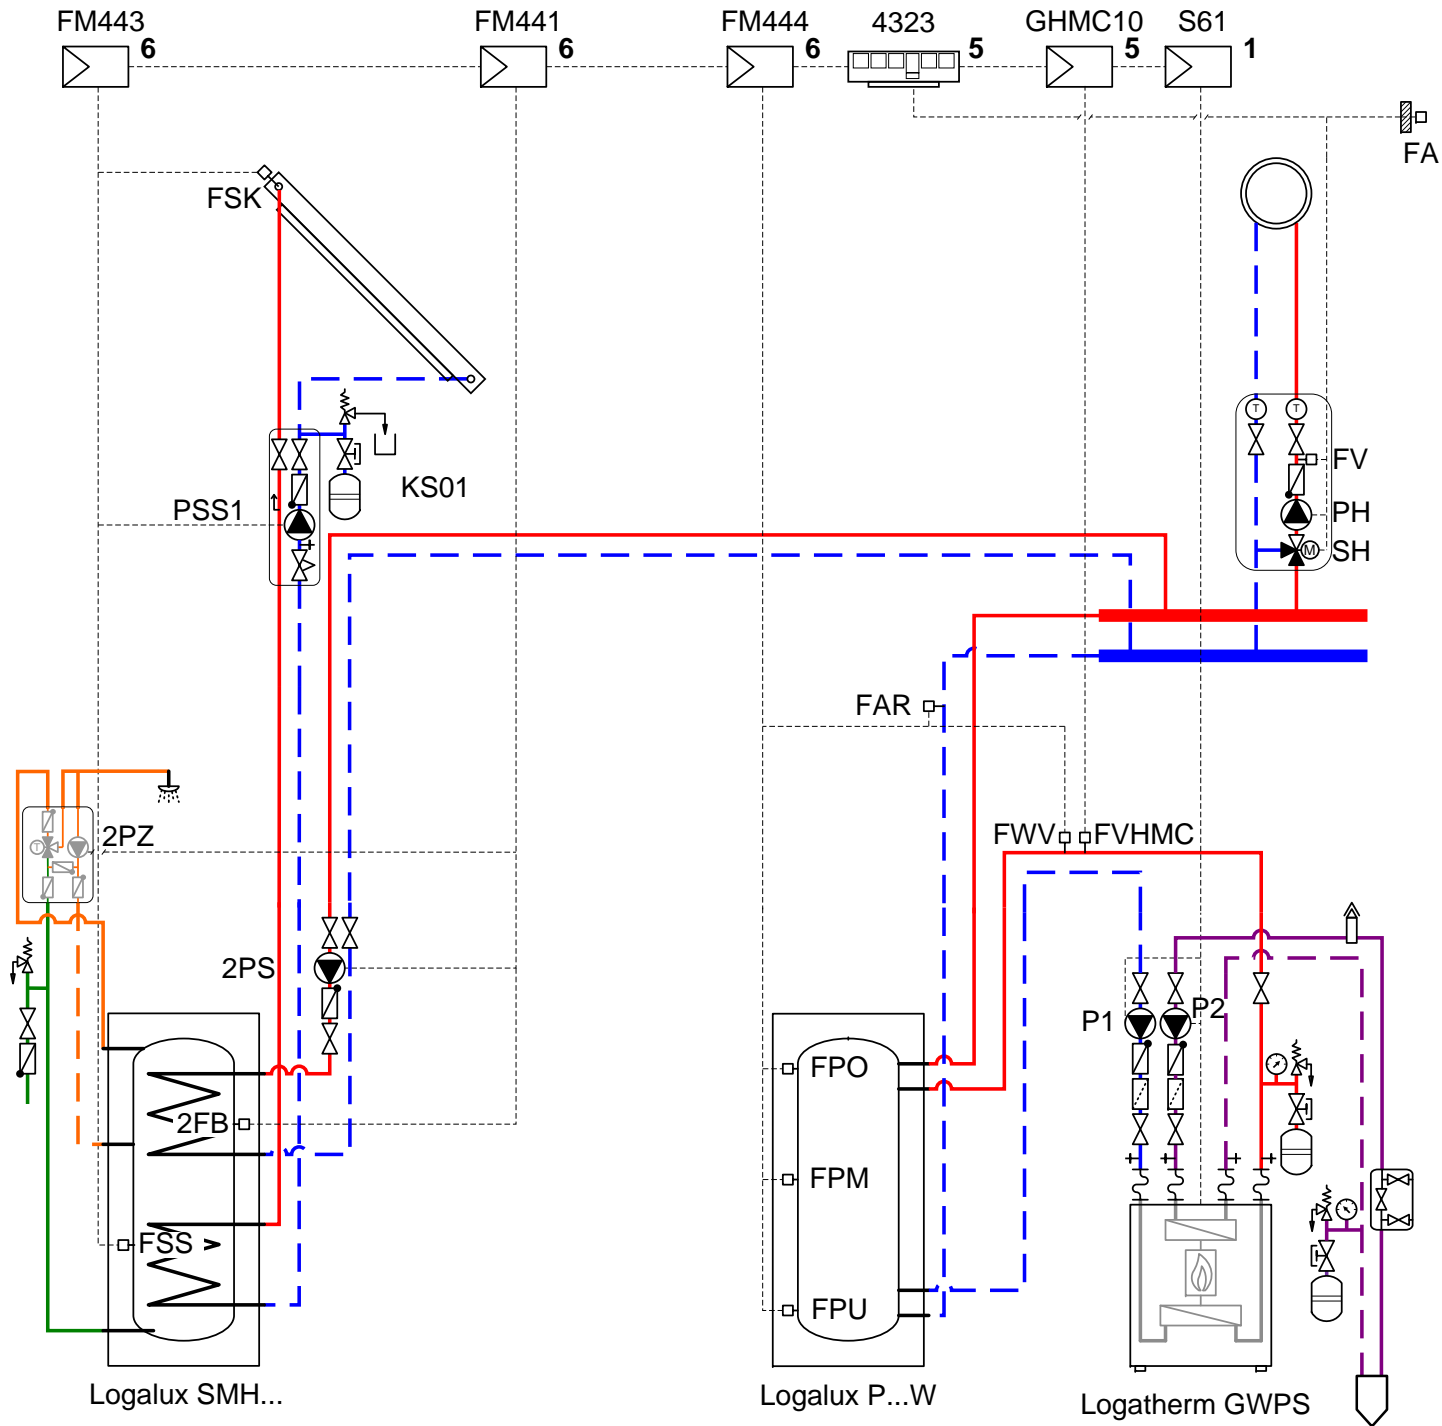 FM443 FM441 FM444 4323 GHMC10 S61
6 6 6 5 5 1
FA
FSK
T T
FV
KS01
PSS1
PH
M
SH
FAR
2PZ
T
FWV FVHMC
2PS
P1 P2
FPO
2FB
FPM
FSS
FPU
Logalux SMH... Logalux P...W Logatherm GWPS